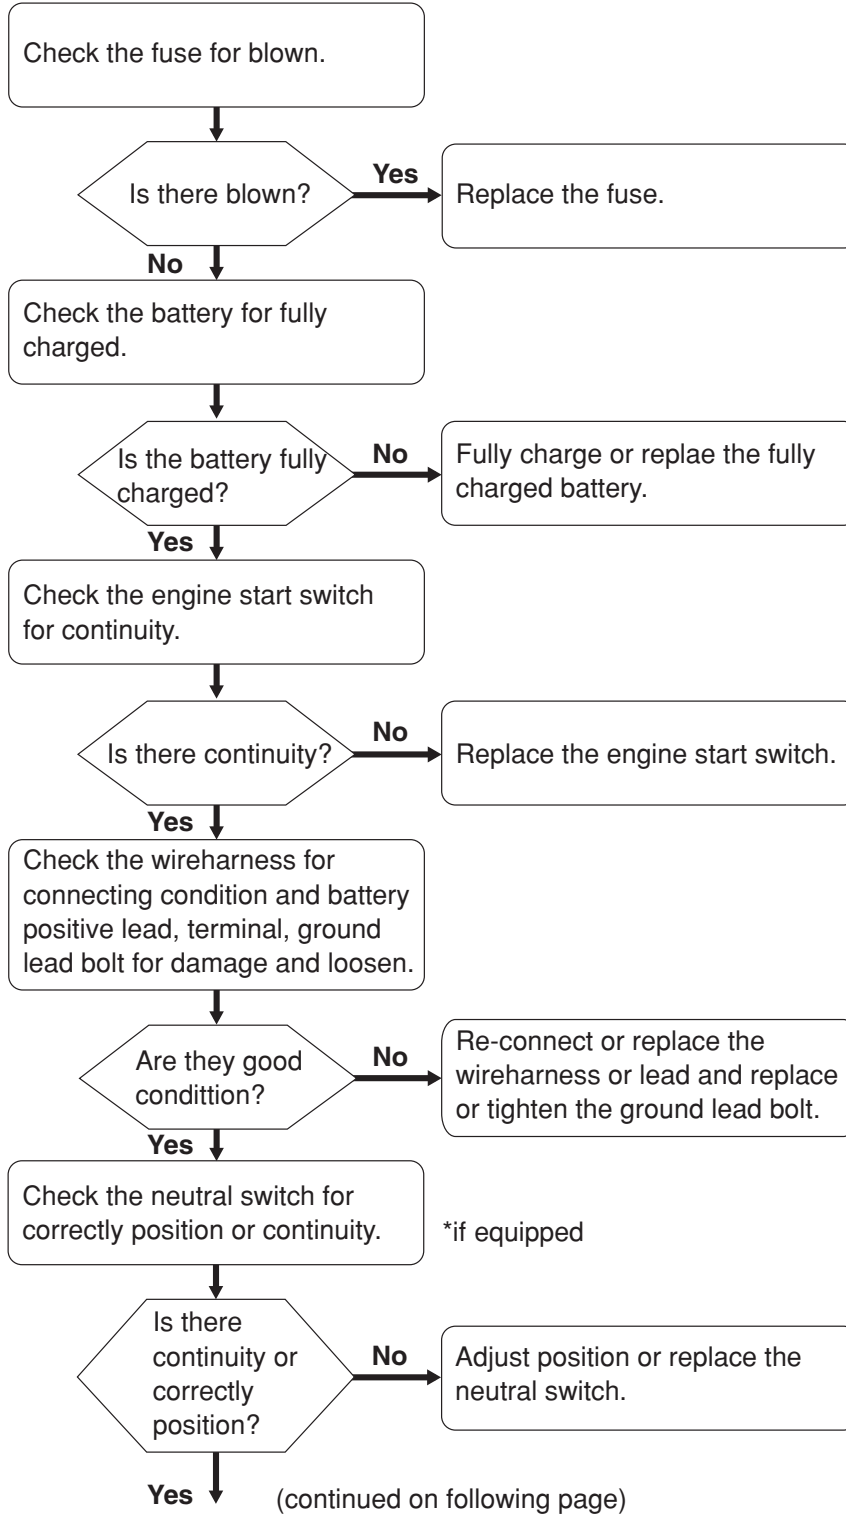 Check the fuse for blown.
Is there blown?
Yes
Replace the fuse.
No
Check the battery for fully
charged.
Is the battery fully
charged?
No
Fully charge or replae the fully
charged battery.
Yes
Check the engine start switch
for continuity.
Is there continuity?
No
Replace the engine start switch.
Yes
Check the wireharness for
connecting condition and battery
positive lead, terminal, ground
lead bolt for damage and loosen.
Are they good
condittion?
No
Re-connect or replace the
wireharness or lead and replace
or tighten the ground lead bolt.
Yes
Check the neutral switch for
correctly position or continuity.
*if equipped
Is there
continuity or
correctly
position?
No
Adjust position or replace the
neutral switch.
Yes
(continued on following page)